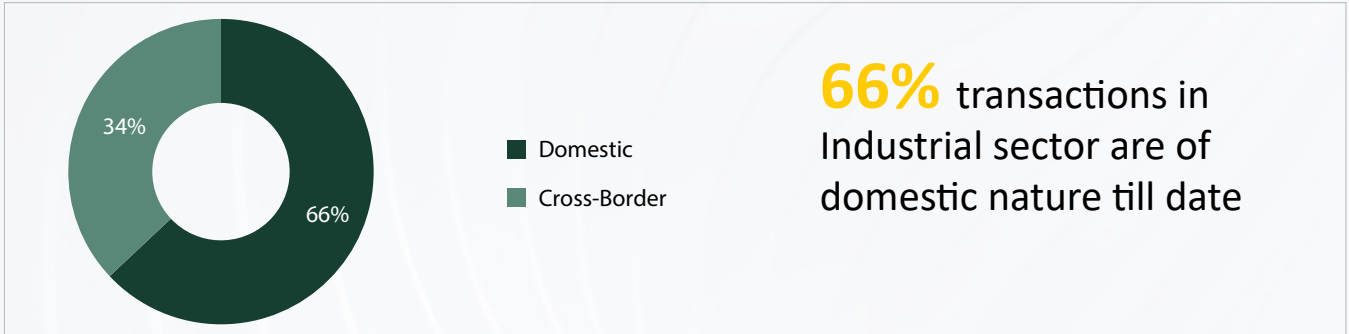 34%
66%
Domestic
Cross-Border
66% transactions in
Industrial sector are of
domestic nature till date